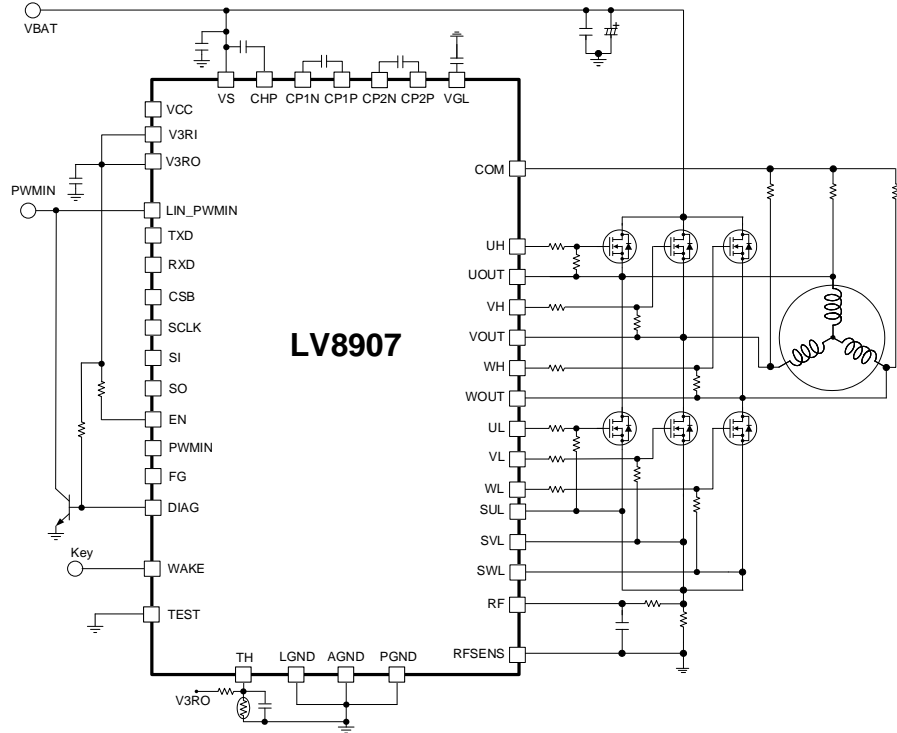 VBAT
VS
CHP
CP1N
CP1P
CP2N
CP2P
VGL
VCC
V3RI
V3RO
PWMIN
LIN_PWMIN
TXD
RXD
CSB
SCLK
SI
SO
EN
PWMIN
FG
DIAG
Key
WAKE
TEST
LV8907
COM
UH
UOUT
VH
VOUT
WH
WOUT
UL
VL
WL
SUL
SVL
SWL
RF
RFSENS
TH
LGND
AGND
PGND
V3RO